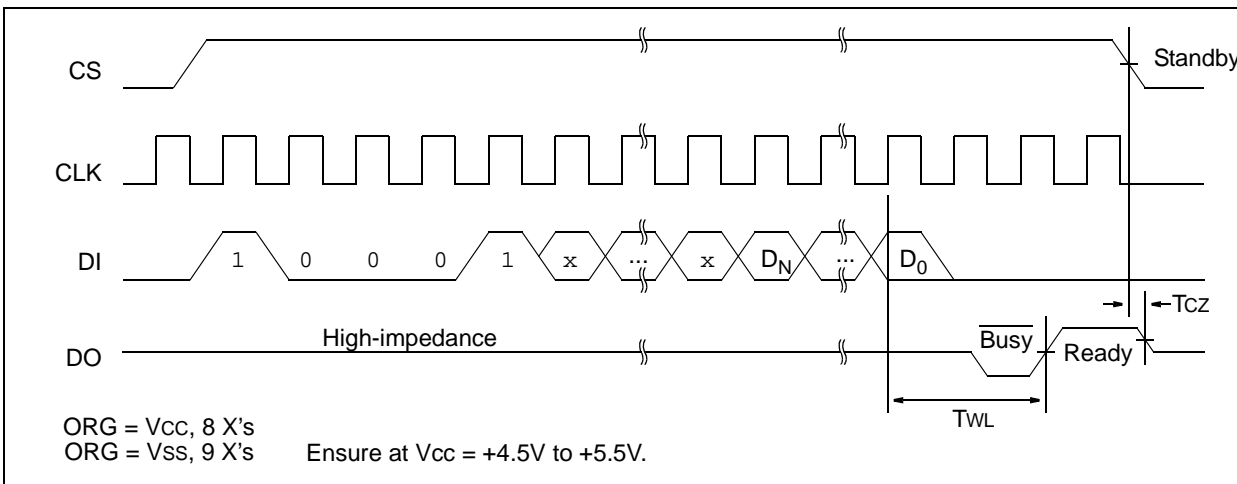 CS
Standby
CLK
DI
1 0 0 0 1 x ... x DN ... D0
TCZ
High-impedance
Busy
Ready
DO
TWL
ORG = VCC, 8 X's
ORG = VSS, 9 X's Ensure at Vcc = +4.5V to +5.5V.